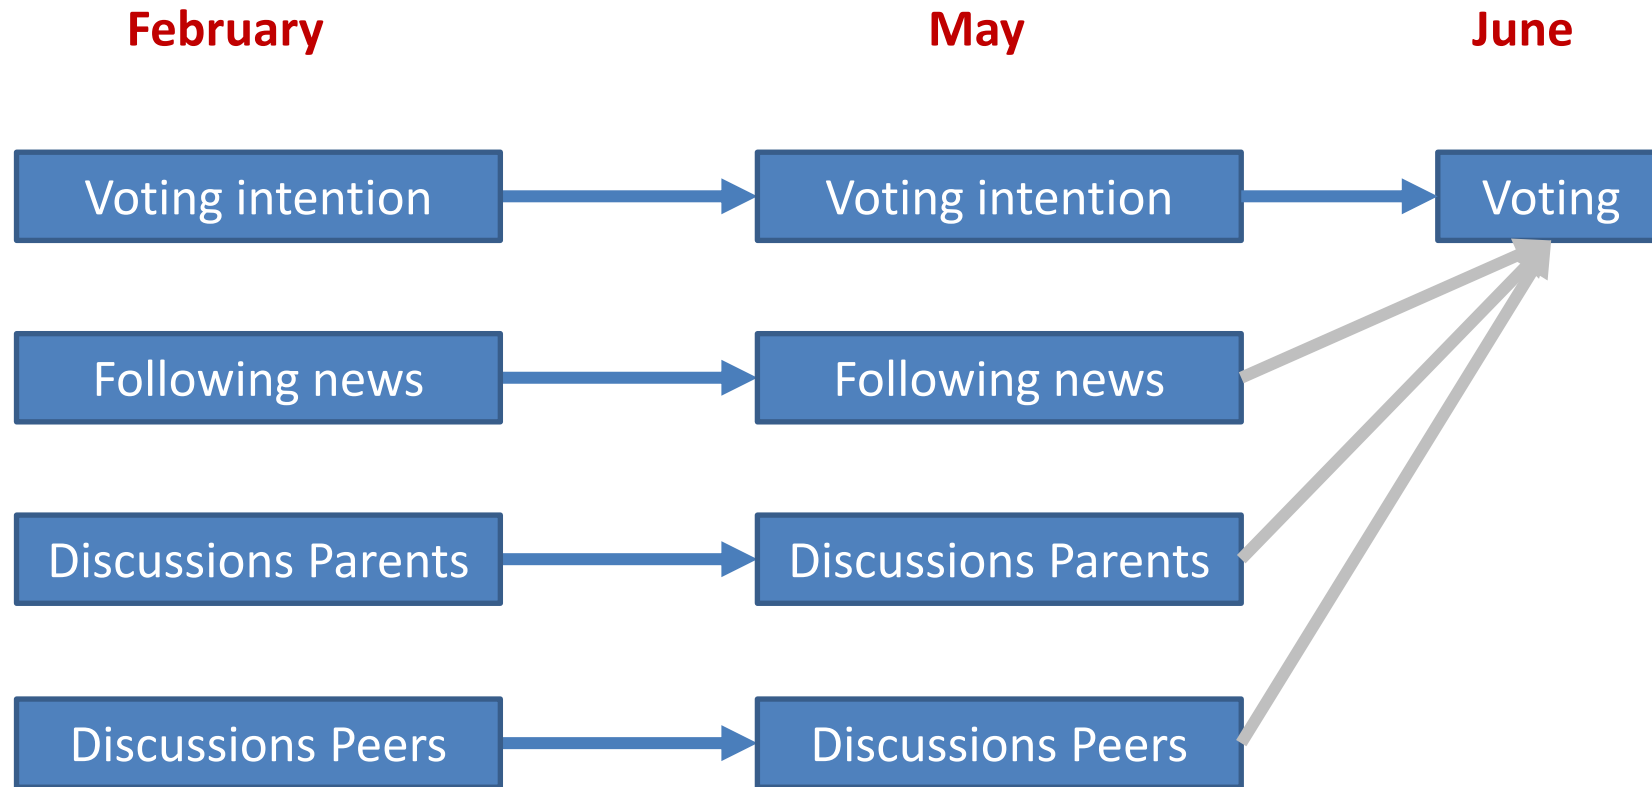 February
May
June
Voting intention
Voting intention
Voting
Following news
Following news
Discussions Parents
Discussions Parents
Discussions Peers
Discussions Peers